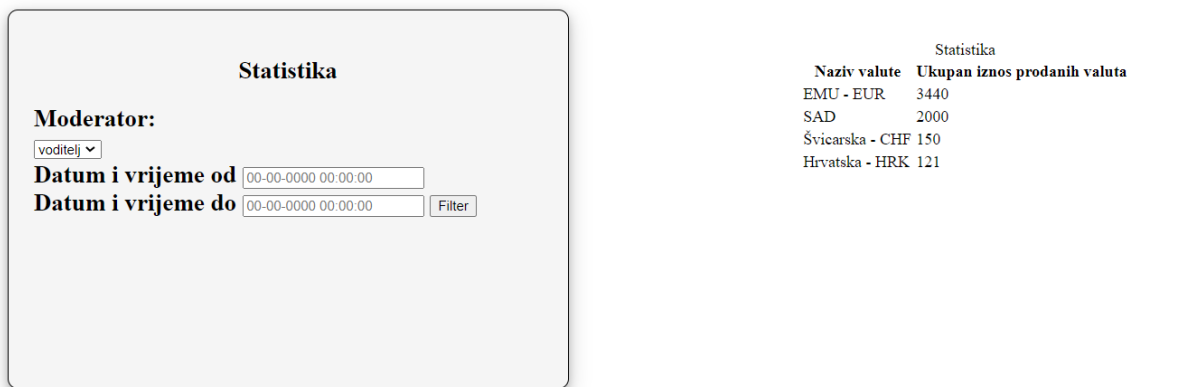 Statistika
Moderator:
voditelj
Datum i vrijeme od 00-00-0000 00:00:00
Datum i vrijeme do 00-00-0000 00:00:00 Filter
Statistika
Naziv valute Ukupan iznos prodanih valuta
EMU - EUR 3440
SAD 2000
Švicarska - CHF 150
Hrvatska - HRK 121